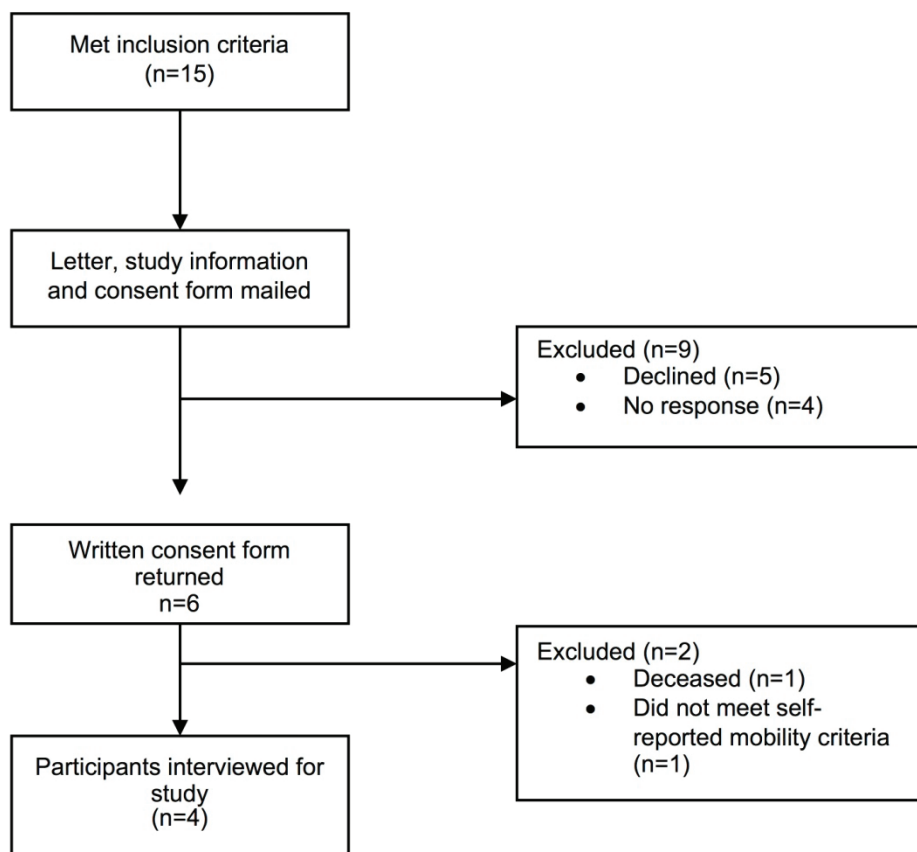 Met inclusion criteria
(n=15)
Letter, study information
and consent form mailed
Excluded (n=9)
• Declined (n=5)
• No response (n=4)
Written consent form
returned
n=6
Excluded (n=2)
• Deceased (n=1)
• Did not meet self-
reported mobility criteria
(n=1)
Participants interviewed for
study
(n=4)